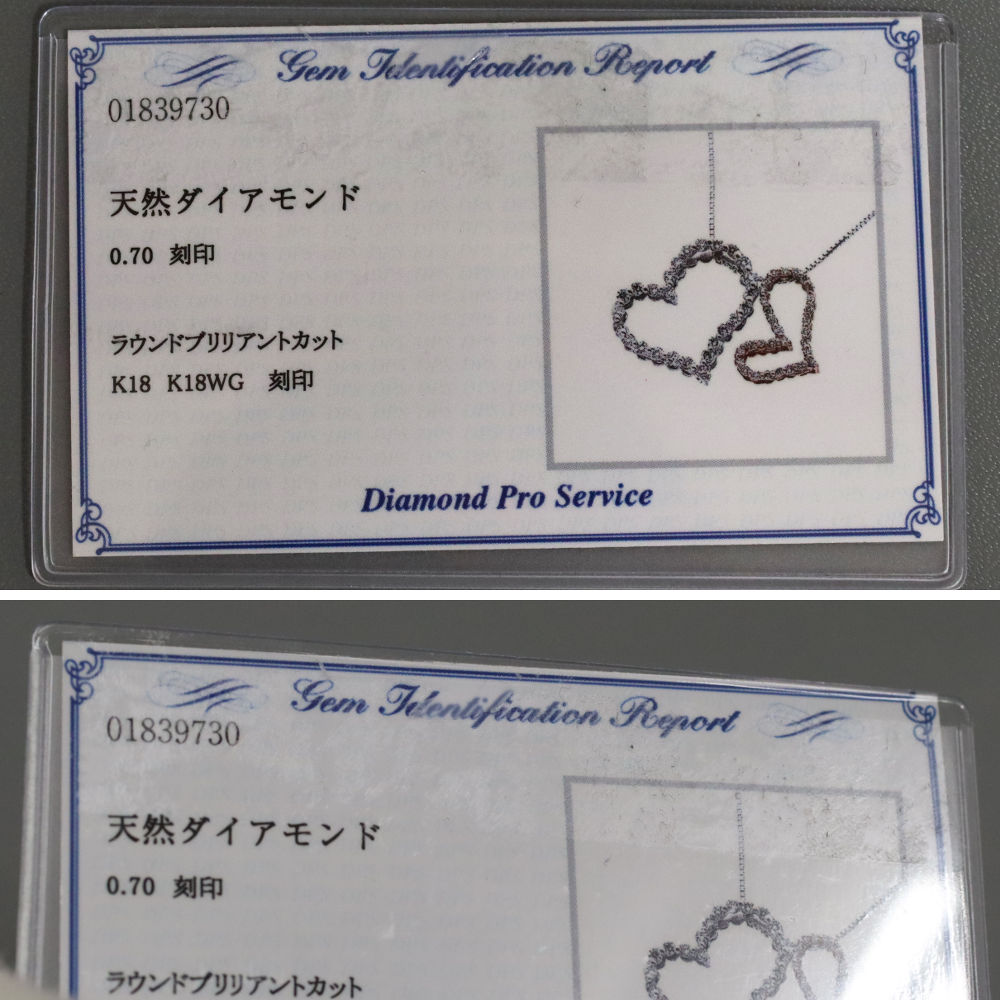 Gem Identification Report
01839730
天然ダイアモンド
0.70 刻印
ラウンドブリリアントカット
K18 K18WG 刻印
Diamond Pro Service
Gem Identification Report
01839730
天然ダイアモンド
0.70 刻印
ラウンドブリリアントカット